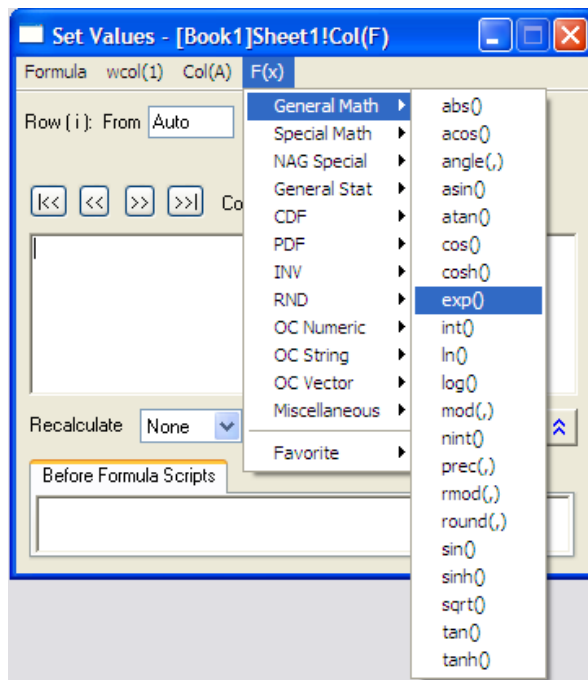 Set Values - [Book1]Sheet1!Col(F)
Formula wcol(1) Col(A) F(x)
Row ( i ): From Auto
|<< << >> >>| Co
Recalculate None
Before Formula Scripts
General Math
Special Math
NAG Special
General Stat
CDF
PDF
INV
RND
OC Numeric
OC String
OC Vector
Miscellaneous
Favorite
abs()
acos()
angle(,)
asin()
atan()
cos()
cosh()
exp()
int()
ln()
log()
mod(,)
nint()
prec(,)
rmod(,)
round(,)
sin()
sinh()
sqrt()
tan()
tanh()